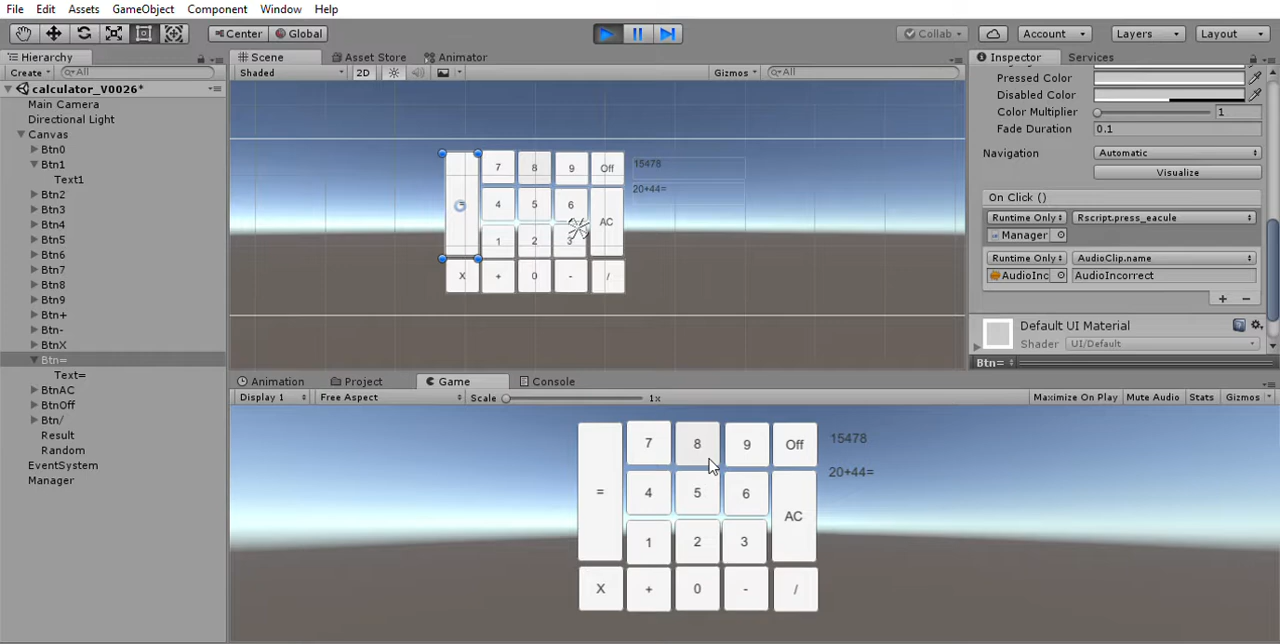 File Edit Assets GameObject Component Window Help
Center Global Collab Account Layers Layout
Hierarchy
Create All
calculator_V0026*
Main Camera
Directional Light
Canvas
Btn0
Btn1
Text1
Btn2
Btn3
Btn4
Btn5
Btn6
Btn7
Btn8
Btn9
Btn+
Btn-
BtnX
Btn=
Text=
BtnAC
BtnOff
Btn/
Result
Random
EventSystem
Manager
Scene Asset Store Animator
Shaded 2D Gizmos All
7 8 9 Off 15478
20+44=
= 4 5 6 AC
1 2 3
X + 0 - /
Animation Project Game Console
Display 1 Free Aspect Scale 1x Maximize On Play Mute Audio Stats Gizmos
7 8 9 Off 15478
20+44=
= 4 5 6
AC
1 2 3
X + 0 - /
Inspector Services
Pressed Color
Disabled Color
Color Multiplier 1
Fade Duration 0.1
Navigation Automatic
Visualize
On Click ()
Runtime Only Rscript.press_eacule
Manager
Runtime Only AudioClip.name
AudioInc AudioIncorrect
+ -
Default UI Material
Shader UI/Default
Btn=